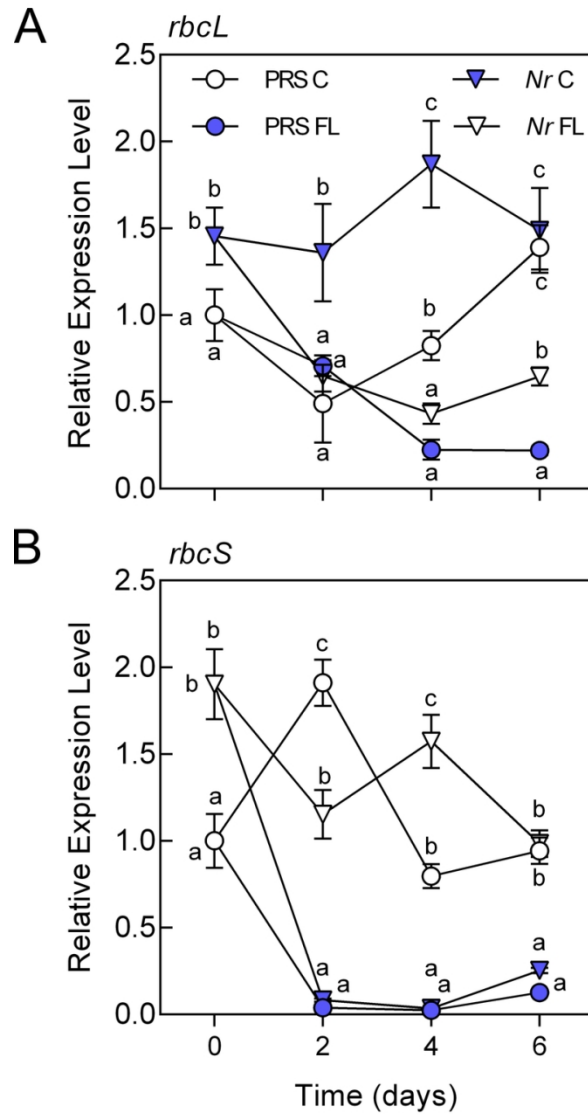 A
rbcL
2.5
PRS C
Nr C
PRS FL
Nr FL
2.0
c
b
b
c
b
1.5
Relative Expression Level
c
a
a
b
1.0
a
a
b
a
0.5
a
a
a
0.0
B
rbcS
2.5
b
c
2.0
b
c
Relative Expression Level
1.5
a
b
b
1.0
a
b
b
0.5
a
a
a
a
a
a
0.0
0
2
4
6
Time (days)